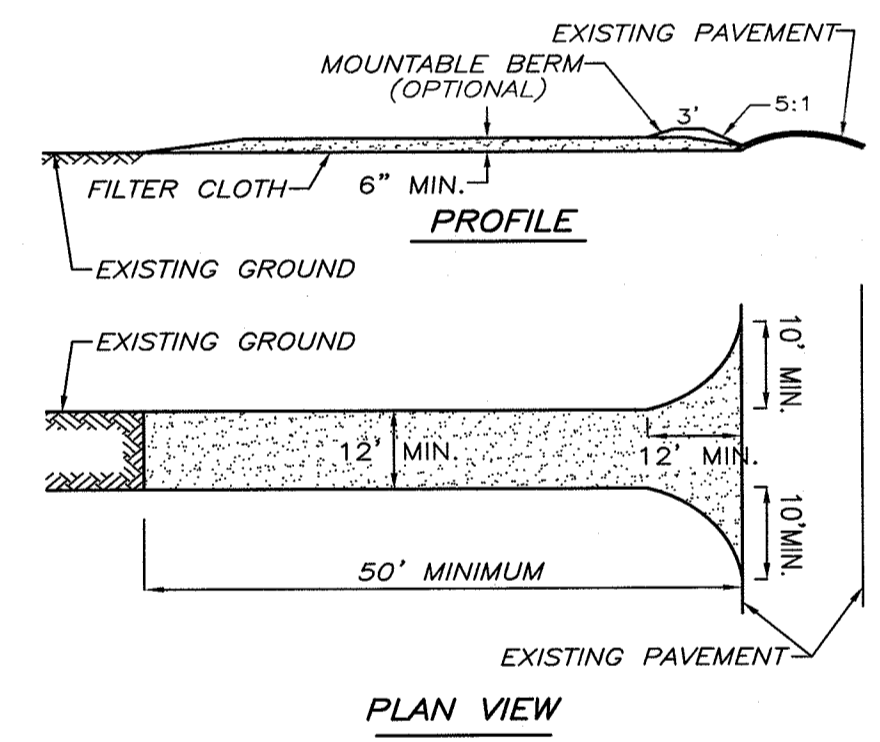 EXISTING PAVEMENT
MOUNTABLE BERM
(OPTIONAL)
3'
5:1
FILTER CLOTH
6" MIN.
PROFILE
EXISTING GROUND
EXISTING GROUND
10' MIN.
12' MIN.
12' MIN.
10'MIN.
50' MINIMUM
EXISTING PAVEMENT
PLAN VIEW